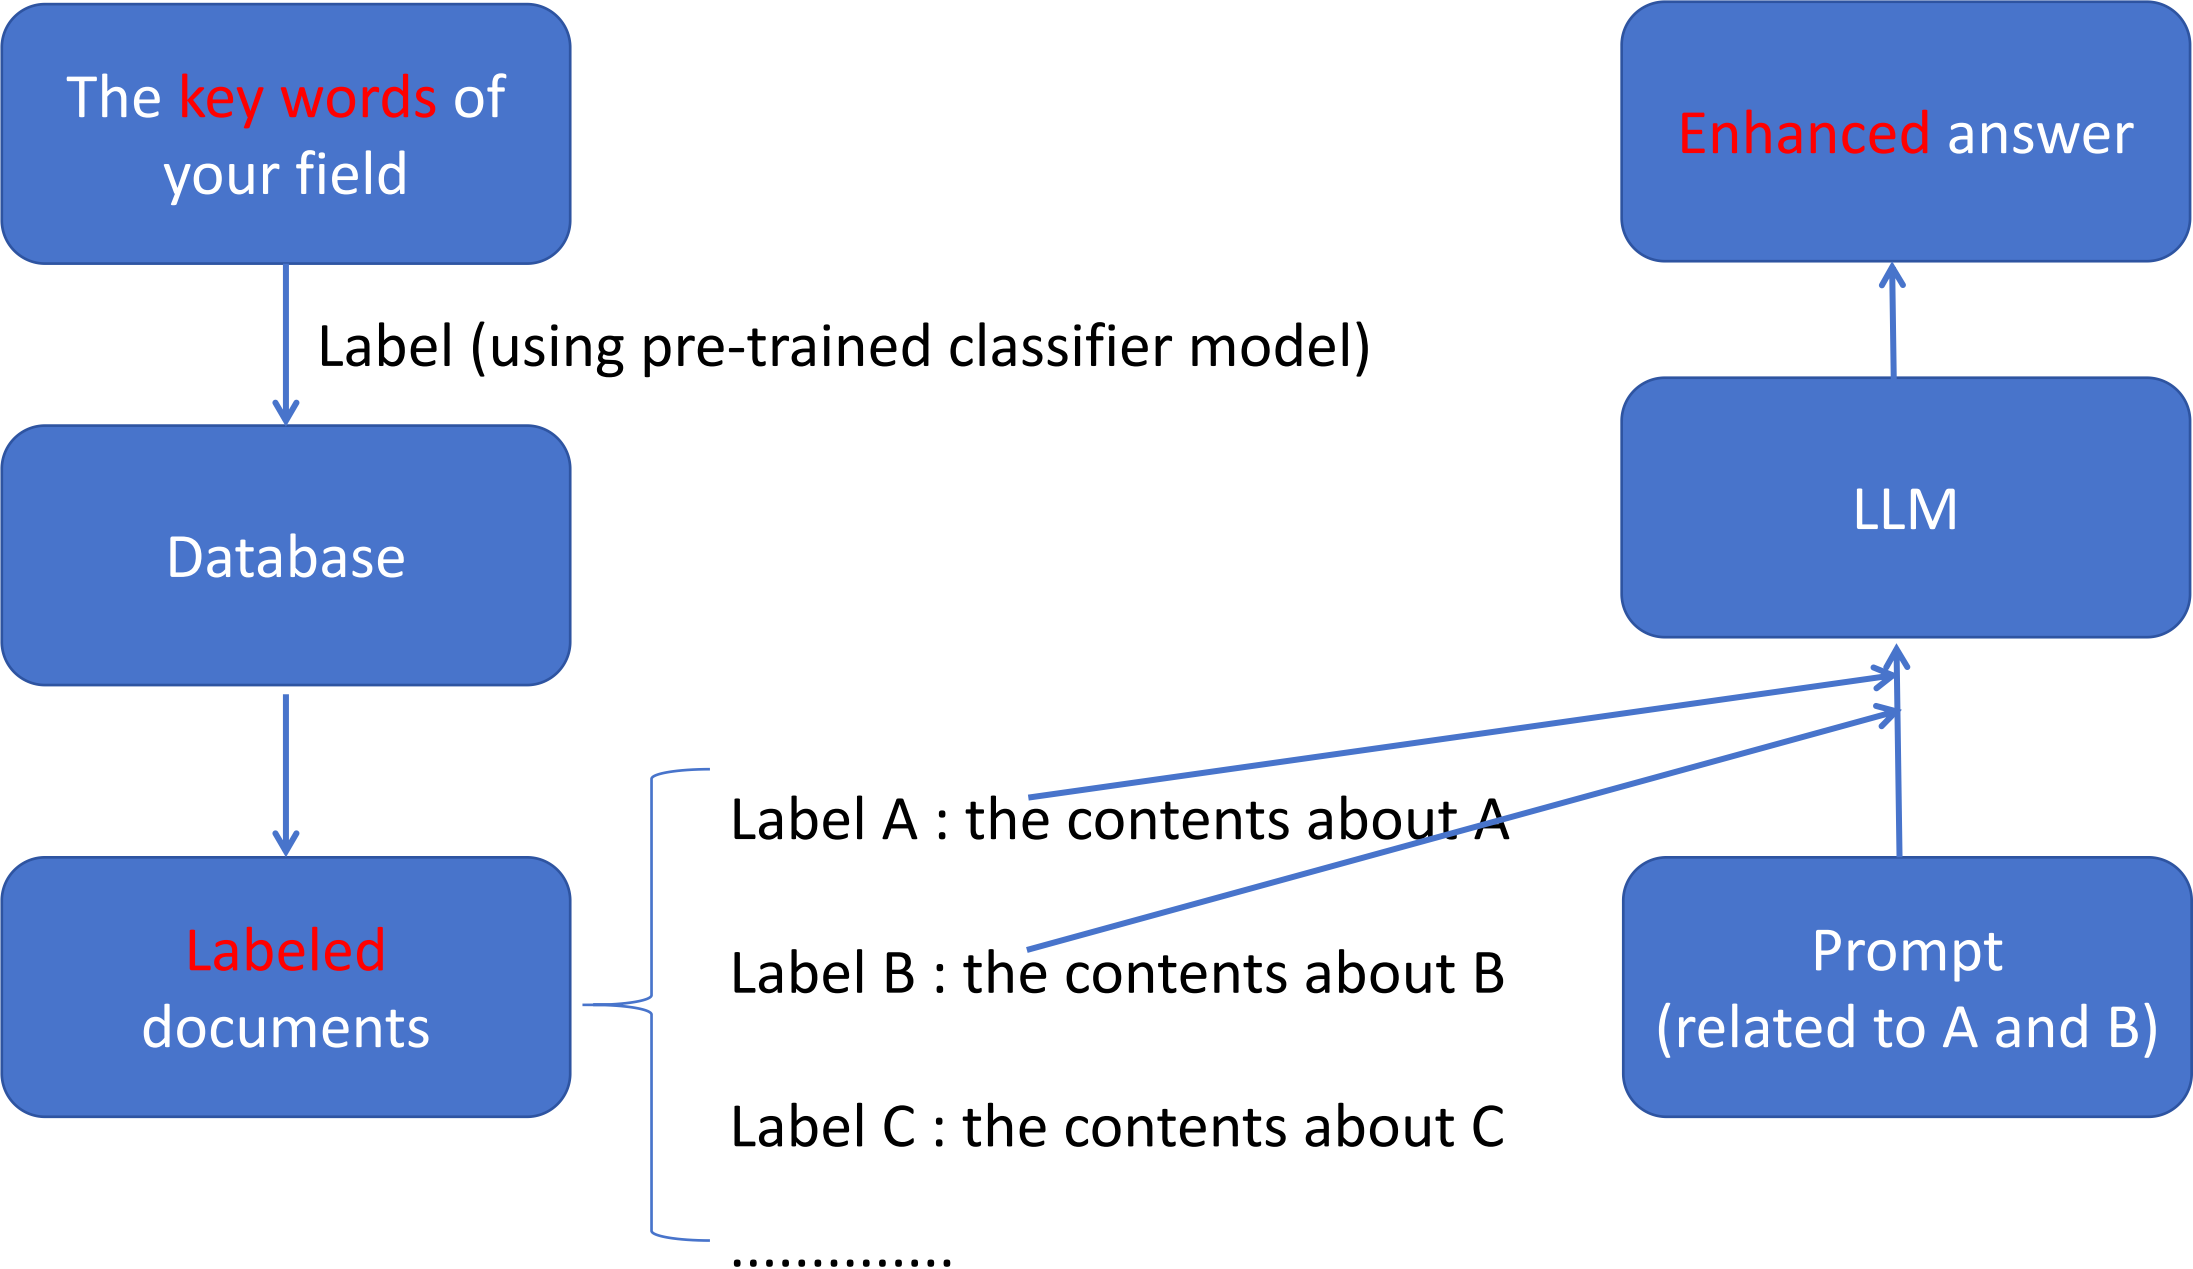 The key words of
your field
Label (using pre-trained classifier model)
Database
Labeled
documents
Label A : the contents about A
Label B : the contents about B
Label C : the contents about C
..............
Enhanced answer
LLM
Prompt
(related to A and B)